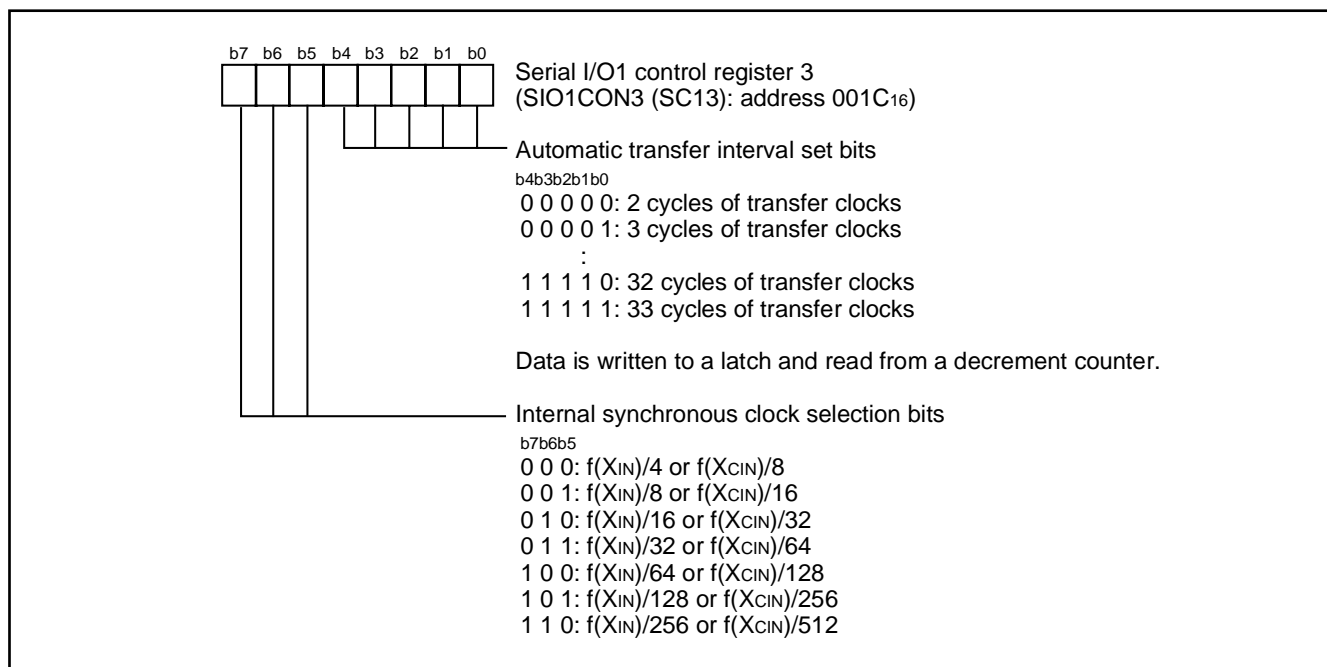 b7 b6 b5 b4 b3 b2 b1 b0
Serial I/O1 control register 3
(SIO1CON3 (SC13): address 001C16)
Automatic transfer interval set bits
b4b3b2b1b0
0 0 0 0 0: 2 cycles of transfer clocks
0 0 0 0 1: 3 cycles of transfer clocks
:
1 1 1 1 0: 32 cycles of transfer clocks
1 1 1 1 1: 33 cycles of transfer clocks
Data is written to a latch and read from a decrement counter.
Internal synchronous clock selection bits
b7b6b5
0 0 0: f(XIN)/4 or f(XCIN)/8
0 0 1: f(XIN)/8 or f(XCIN)/16
0 1 0: f(XIN)/16 or f(XCIN)/32
0 1 1: f(XIN)/32 or f(XCIN)/64
1 0 0: f(XIN)/64 or f(XCIN)/128
1 0 1: f(XIN)/128 or f(XCIN)/256
1 1 0: f(XIN)/256 or f(XCIN)/512